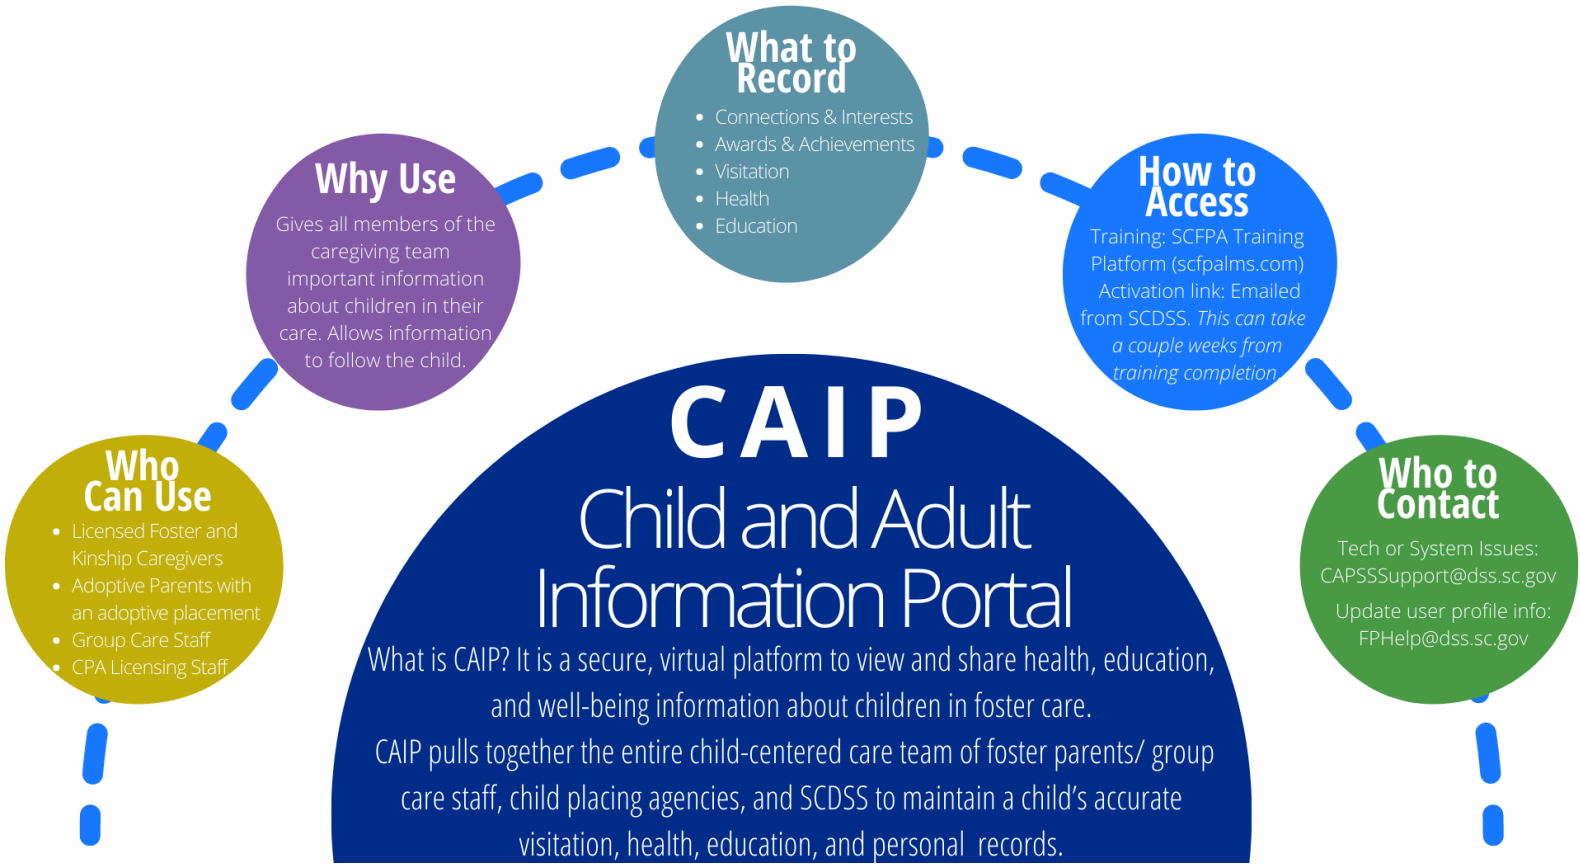 What to
Record
• Connections & Interests
• Awards & Achievements
• Visitation
• Health
• Education
Why Use
Gives all members of the
caregiving team
important information
about children in their
care. Allows information
to follow the child.
How to
Access
Training: SCFPA Training
Platform (scfpalms.com)
Activation link: Emailed
from SCDSS. This can take
a couple weeks from
training completion.
Who
Can Use
• Licensed Foster and
Kinship Caregivers
• Adoptive Parents with
an adoptive placement
• Group Care Staff
• CPA Licensing Staff
Who to
Contact
Tech or System Issues:
CAPSSSupport@dss.sc.gov
Update user profile info:
FPHelp@dss.sc.gov
CAIP
Child and Adult
Information Portal
What is CAIP? It is a secure, virtual platform to view and share health, education,
and well-being information about children in foster care.
CAIP pulls together the entire child-centered care team of foster parents/ group
care staff, child placing agencies, and SCDSS to maintain a child's accurate
visitation, health, education, and personal records.